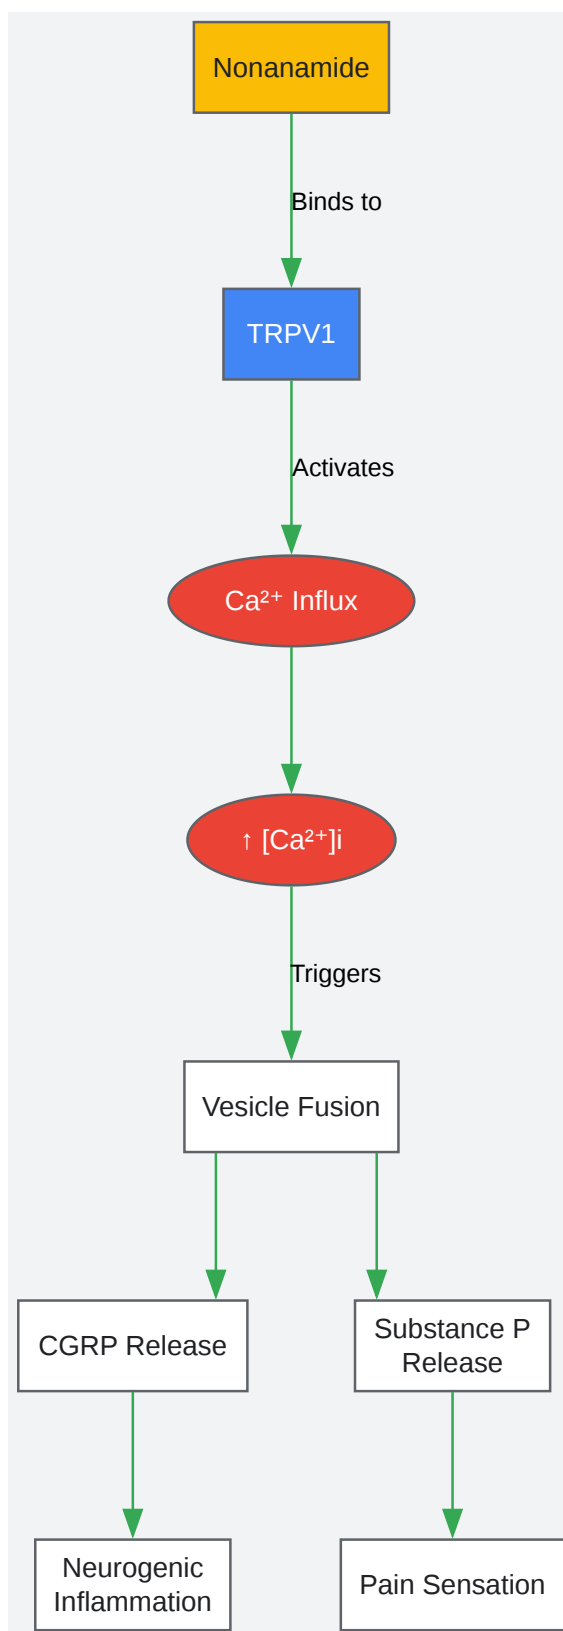 Nonanamide
Binds to
TRPV1
Activates
Ca²⁺ Influx
↑ [Ca²⁺]i
Triggers
Vesicle Fusion
CGRP Release
Substance P
Release
Neurogenic
Inflammation
Pain Sensation